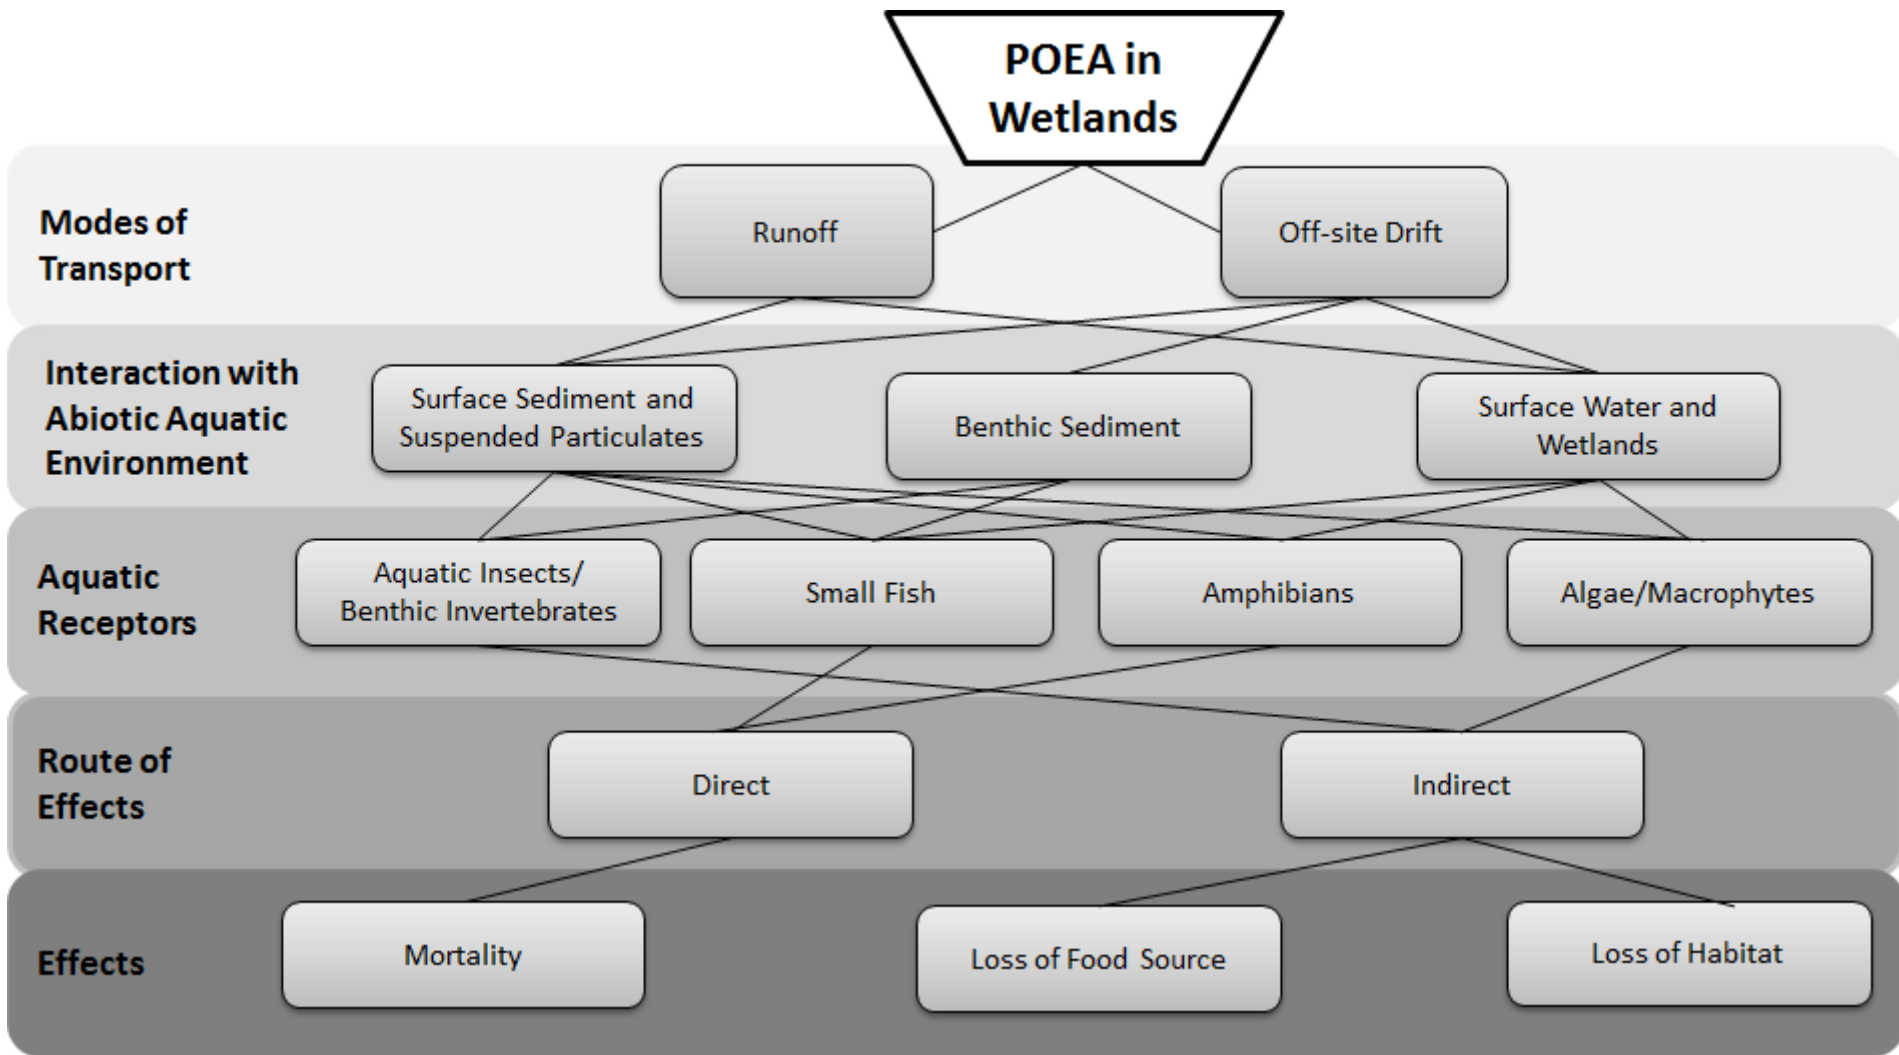 POEA in
Wetlands
Modes of
Transport
Runoff
Off-site Drift
Interaction with
Abiotic Aquatic
Environment
Surface Sediment and
Suspended Particulates
Benthic Sediment
Surface Water and
Wetlands
Aquatic
Receptors
Aquatic Insects/
Benthic Invertebrates
Small Fish
Amphibians
Algae/Macrophytes
Route of
Effects
Direct
Indirect
Effects
Mortality
Loss of Food Source
Loss of Habitat